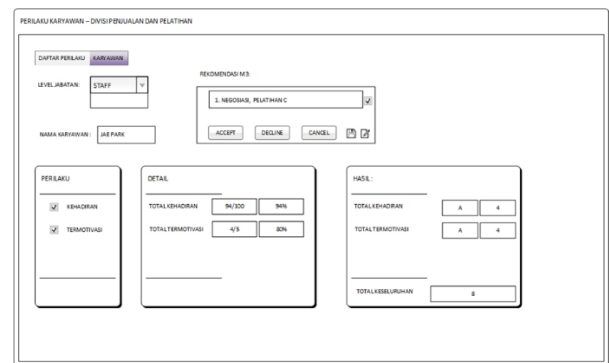 PERILAKU KARYAWAN – DIVISI PENJUALAN DAN PELATIHAN
DAFTAR PERILAKU KARYAWAN
LEVEL JABATAN: STAFF
REKOMENDASI M3:
1. NEGOSIASI, PELATIHAN C
ACCEPT DECLINE CANCEL
NAMA KARYAWAN: JAE PARK
PERILAKU
KEHADIRAN
TERMOTIVASI
DETAIL
TOTAL KEHADIRAN 94/100 94%
TOTAL TERMOTIVASI 4/5 80%
HASIL :
TOTAL KEHADIRAN A 4
TOTAL TERMOTIVASI A 4
TOTAL KESELURUHAN 8